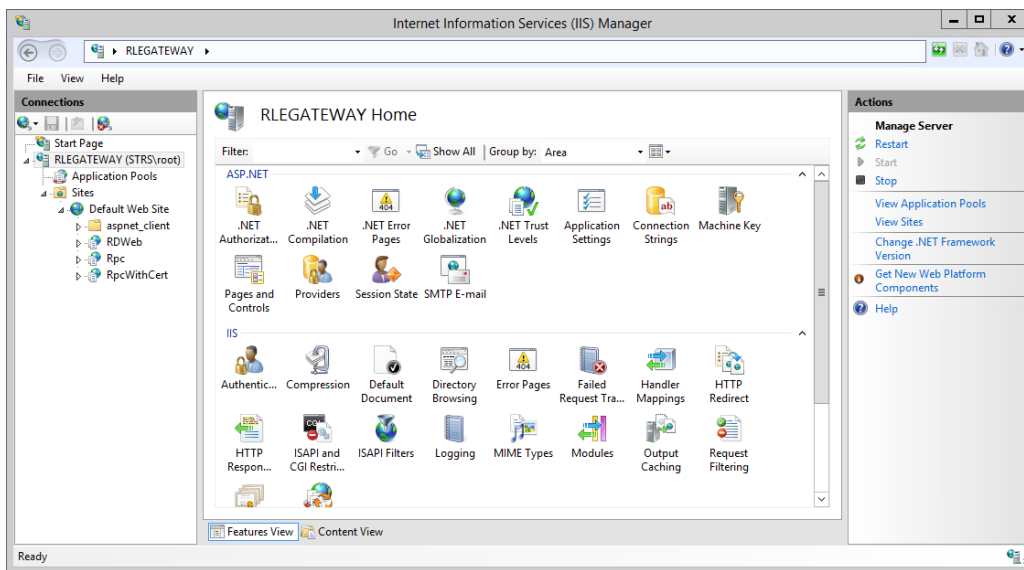 Internet Information Services (IIS) Manager
RLEGATEWAY
File View Help
Connections
Start Page
RLEGATEWAY (STRS\root)
Application Pools
Sites
Default Web Site
aspnet_client
RDWeb
Rpc
RpcWithCert
RLEGATEWAY Home
Filter: Go Show All Group by: Area
ASP.NET
.NET .NET .NET Error .NET .NET Trust Application Connection Machine Key
Authorizat... Compilation Pages Globalization Levels Settings Strings
Pages and Providers Session State SMTP E-mail
Controls
IIS
Authentic... Compression Default Directory Error Pages Failed Handler HTTP
Document Browsing Request Tra... Mappings Redirect
HTTP ISAPI and ISAPI Filters Logging MIME Types Modules Output Request
Respon... CGI Restri... Caching Filtering
Features View Content View
Actions
Manage Server
Restart
Start
Stop
View Application Pools
View Sites
Change .NET Framework
Version
Get New Web Platform
Components
Help
Ready